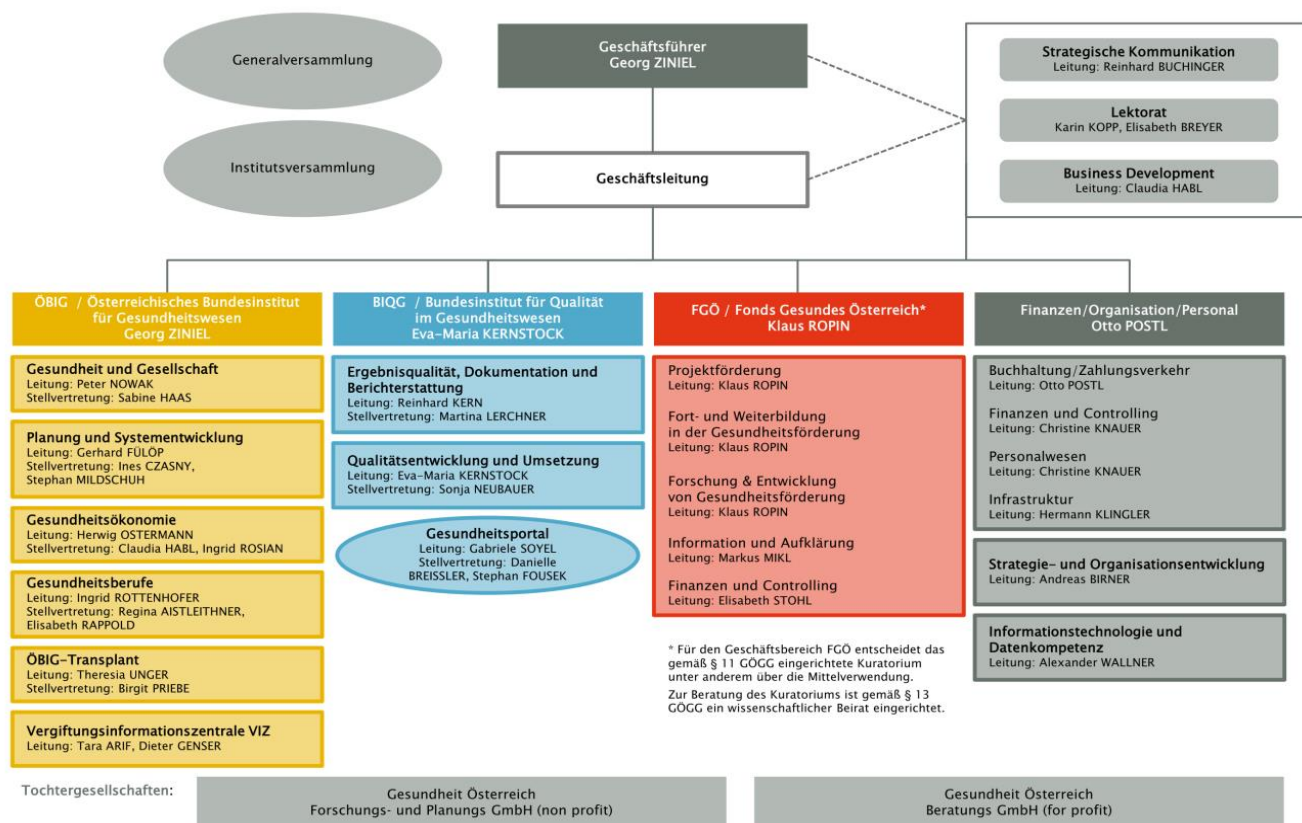 Generalversammlung
Institutsversammlung
Geschäftsführer
Georg ZINIEL
Geschäftsleitung
Strategische Kommunikation
Leitung: Reinhard BUCHINGER
Lektorat
Karin KOPP, Elisabeth BREYER
Business Development
Leitung: Claudia HABL
ÖBIG / Österreichisches Bundesinstitut
für Gesundheitswesen
Georg ZINIEL
Gesundheit und Gesellschaft
Leitung: Peter NOWAK
Stellvertretung: Sabine HAAS
Planung und Systementwicklung
Leitung: Gerhard FÜLÖP
Stellvertretung: Ines CZASNY,
Stephan MILDSCHUH
Gesundheitsökonomie
Leitung: Herwig OSTERMANN
Stellvertretung: Claudia HABL, Ingrid ROSIAN
Gesundheitsberufe
Leitung: Ingrid ROTTENHOFER
Stellvertretung: Regina AISTLEITHNER,
Elisabeth RAPPOLD
ÖBIG-Transplant
Leitung: Theresia UNGER
Stellvertretung: Birgit PRIEBE
Vergiftungsinformationszentrale VIZ
Leitung: Tara ARIF, Dieter GENSER
BIQG / Bundesinstitut für Qualität
im Gesundheitswesen
Eva-Maria KERNSTOCK
Ergebnisqualität, Dokumentation und
Berichterstattung
Leitung: Reinhard KERN
Stellvertretung: Martina LERCHNER
Qualitätsentwicklung und Umsetzung
Leitung: Eva-Maria KERNSTOCK
Stellvertretung: Sonja NEUBAUER
Gesundheitsportal
Leitung: Gabriele SOYEL
Stellvertretung: Danielle
BREISSLER, Stephan FOUSEK
FGÖ / Fonds Gesundes Österreich*
Klaus ROPIN
Projektförderung
Leitung: Klaus ROPIN
Fort- und Weiterbildung
in der Gesundheitsförderung
Leitung: Klaus ROPIN
Forschung & Entwicklung
von Gesundheitsförderung
Leitung: Klaus ROPIN
Information und Aufklärung
Leitung: Markus MIKL
Finanzen und Controlling
Leitung: Elisabeth STOHL
* Für den Geschäftsbereich FGÖ entscheidet das
gemäß § 11 GÖGG eingerichtete Kuratorium
unter anderem über die Mittelverwendung.
Zur Beratung des Kuratoriums ist gemäß § 13
GÖGG ein wissenschaftlicher Beirat eingerichtet.
Finanzen/Organisation/Personal
Otto POSTL
Buchhaltung/Zahlungsverkehr
Leitung: Otto POSTL
Finanzen und Controlling
Leitung: Christine KNAUER
Personalwesen
Leitung: Christine KNAUER
Infrastruktur
Leitung: Hermann KLINGLER
Strategie- und Organisationsentwicklung
Leitung: Andreas BIRNER
Informationstechnologie und
Datenkompetenz
Leitung: Alexander WALLNER
Tochtergesellschaften:
Gesundheit Österreich
Forschungs- und Planungs GmbH (non profit)
Gesundheit Österreich
Beratungs GmbH (for profit)